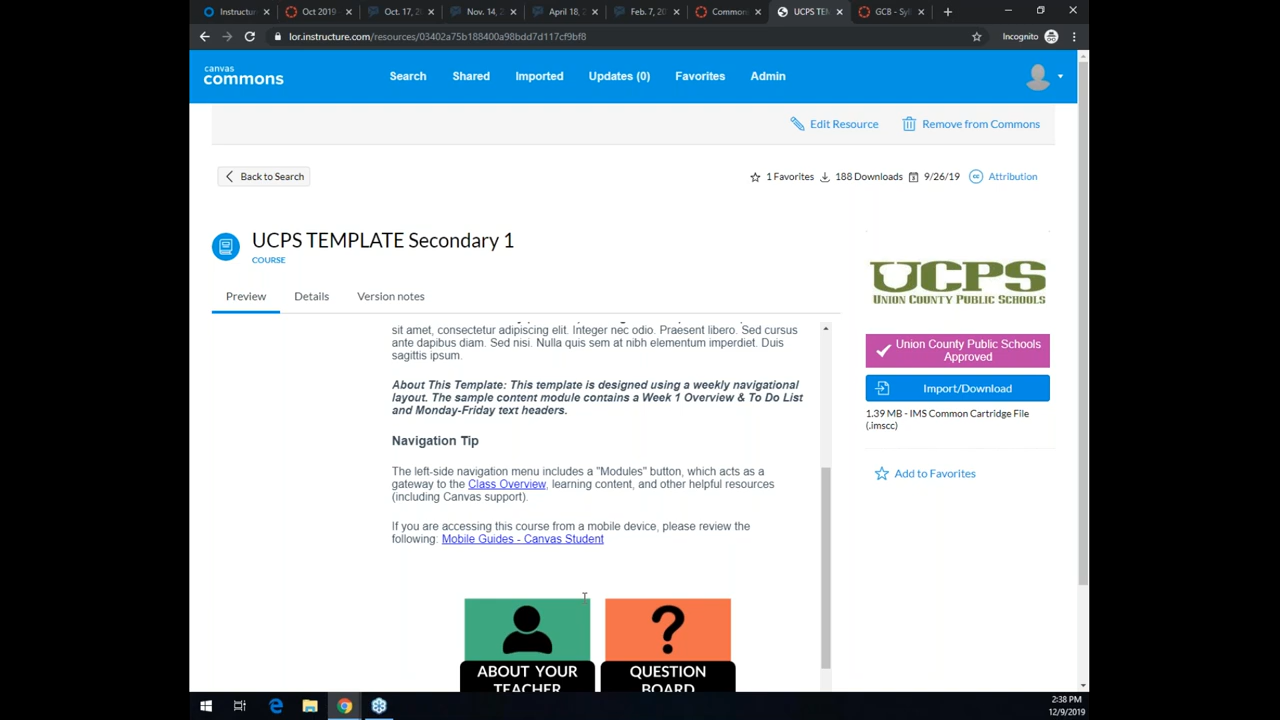 Instructur
Oct 2019
Oct. 17, 2
Nov. 14, 2
April 18, 2
Feb. 7, 20
Common
UCPS TEM
GCB - Syl
lor.instructure.com/resources/03402a75b188400a98bdd7d117cf9bf8
Incognito
canvas
commons
Search
Shared
Imported
Updates (0)
Favorites
Admin
Edit Resource
Remove from Commons
Back to Search
1 Favorites
188 Downloads
9/26/19
cc
Attribution
UCPS TEMPLATE Secondary 1
COURSE
Preview
Details
Version notes
sit amet, consectetur adipiscing elit. Integer nec odio. Praesent libero. Sed cursus
ante dapibus diam. Sed nisi. Nulla quis sem at nibh elementum imperdiet. Duis
sagittis ipsum.
About This Template: This template is designed using a weekly navigational
layout. The sample content module contains a Week 1 Overview & To Do List
and Monday-Friday text headers.
Navigation Tip
The left-side navigation menu includes a "Modules" button, which acts as a
gateway to the Class Overview, learning content, and other helpful resources
(including Canvas support).
If you are accessing this course from a mobile device, please review the
following: Mobile Guides - Canvas Student
ABOUT YOUR
TEACHER
QUESTION
BOARD
UCPS
UNION COUNTY PUBLIC SCHOOLS
Union County Public Schools
Approved
Import/Download
1.39 MB - IMS Common Cartridge File
(.imscc)
Add to Favorites
2:38 PM
12/9/2019